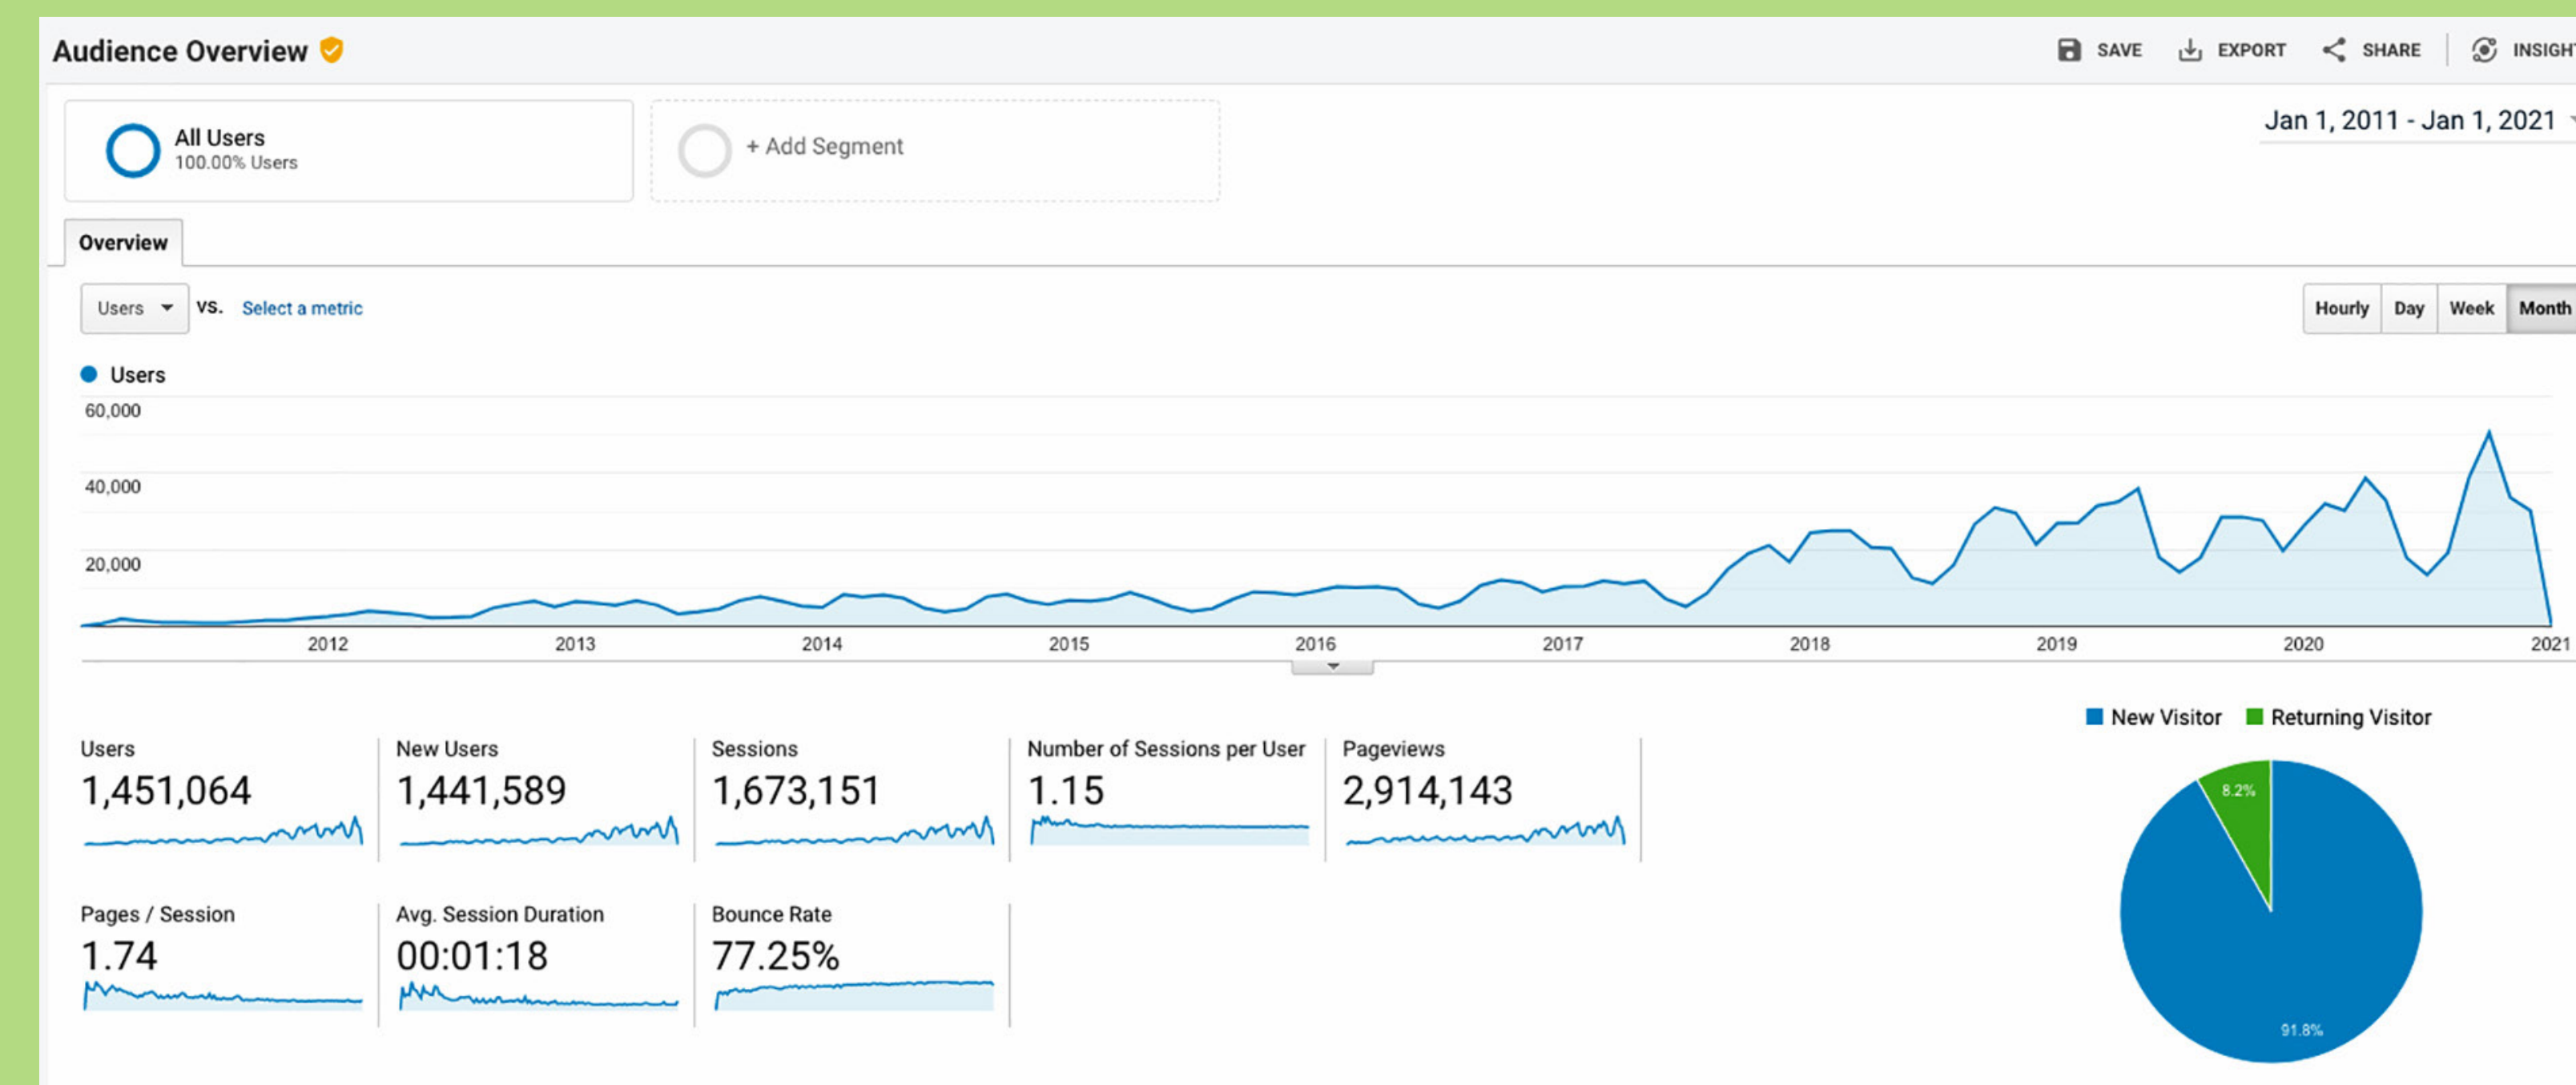 Audience Overview
SAVE EXPORT SHARE INSIGHT
All Users
100.00% Users
+ Add Segment
Jan 1, 2011 - Jan 1, 2021
Overview
Users VS. Select a metric
Hourly Day Week Month
Users
60,000
40,000
20,000
2012 2013 2014 2015 2016 2017 2018 2019 2020 2021
New Visitor Returning Visitor
Users New Users Sessions Number of Sessions per User Pageviews
1,451,064 1,441,589 1,673,151 1.15 2,914,143
8.2%
Pages / Session Avg. Session Duration Bounce Rate
1.74 00:01:18 77.25%
91.8%